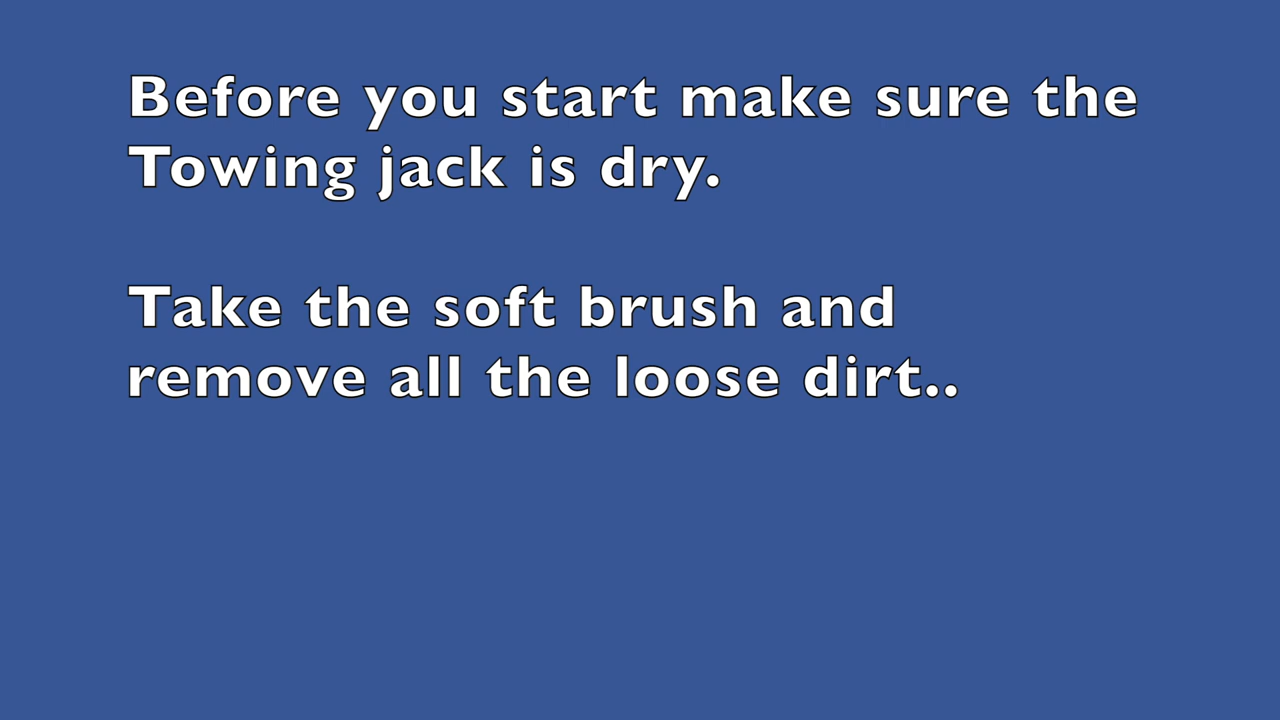 Before you start make sure the
Towing jack is dry.
Take the soft brush and
remove all the loose dirt..